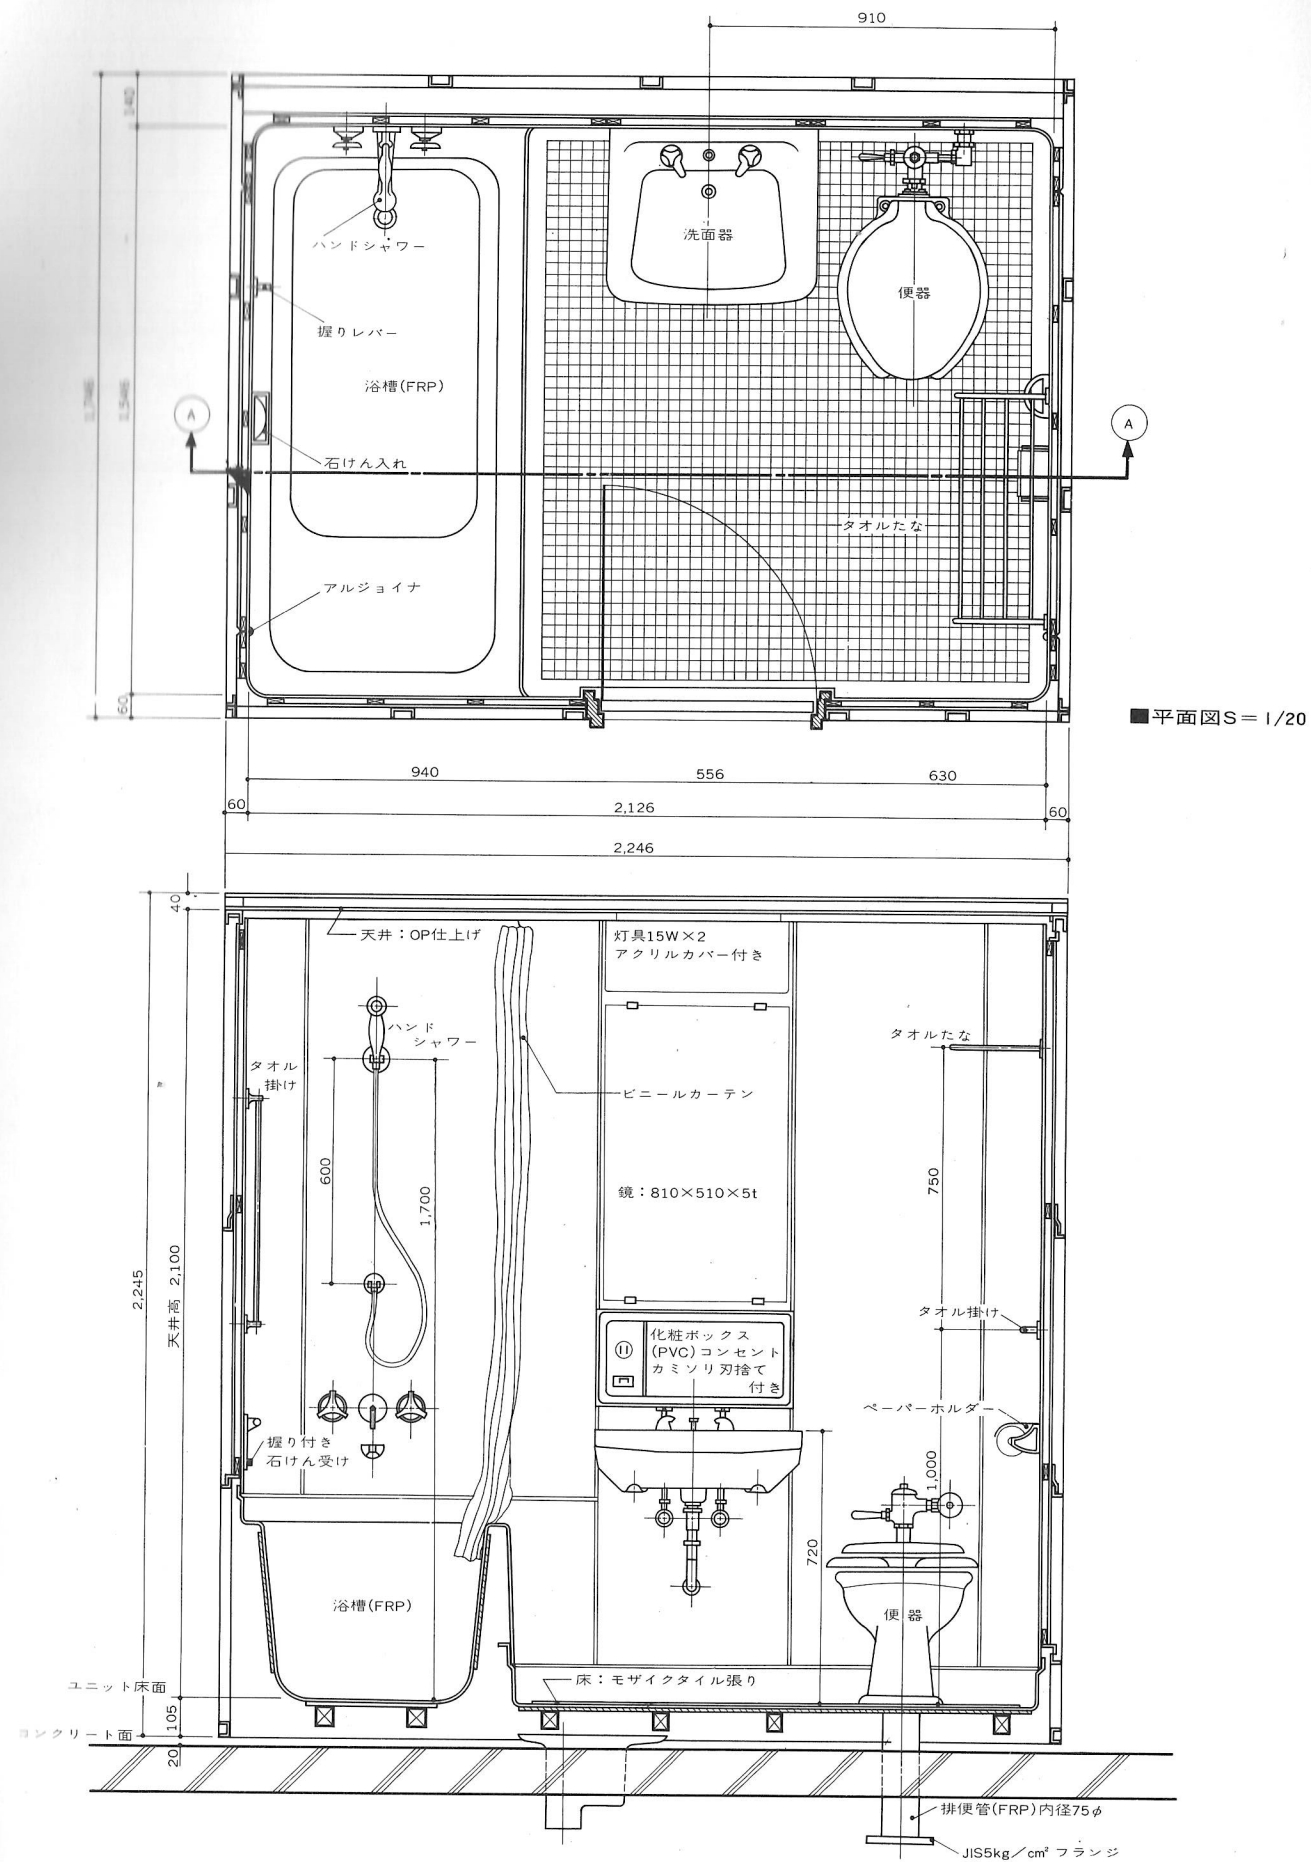 910
140
ハンドシャワー
洗面器
便器
握りレバー
浴槽(FRP)
1,746
1,546
A
A
石けん入れ
タオルたな
アルジョイナ
60
■平面図S=1/20
940
556
630
60
2,126
60
2,246
40
天井:OP仕上げ
灯具15W×2
アクリルカバー付き
ハンド
シャワー
タオルたな
タオル
掛け
ビニールカーテン
600
1,700
鏡:810×510×5t
750
2,245
天井高 2,100
タオル掛け
化粧ボックス
(PVC)コンセント
カミソリ刃捨て
付き
ペーパーホルダー
握り付き
石けん受け
1,000
720
浴槽(FRP)
便器
ユニット床面
床:モザイクタイル張り
105
コンクリート面
20
排便管(FRP)内径75φ
JIS5kg/cm² フランジ